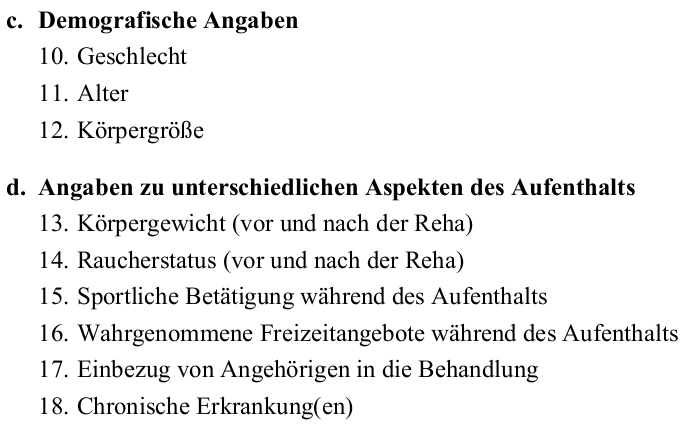 c. Demografische Angaben
10. Geschlecht
11. Alter
12. Körpergröße
d. Angaben zu unterschiedlichen Aspekten des Aufenthalts
13. Körpergewicht (vor und nach der Reha)
14. Raucherstatus (vor und nach der Reha)
15. Sportliche Betätigung während des Aufenthalts
16. Wahrgenommene Freizeitangebote während des Aufenthalts
17. Einbezug von Angehörigen in die Behandlung
18. Chronische Erkrankung(en)